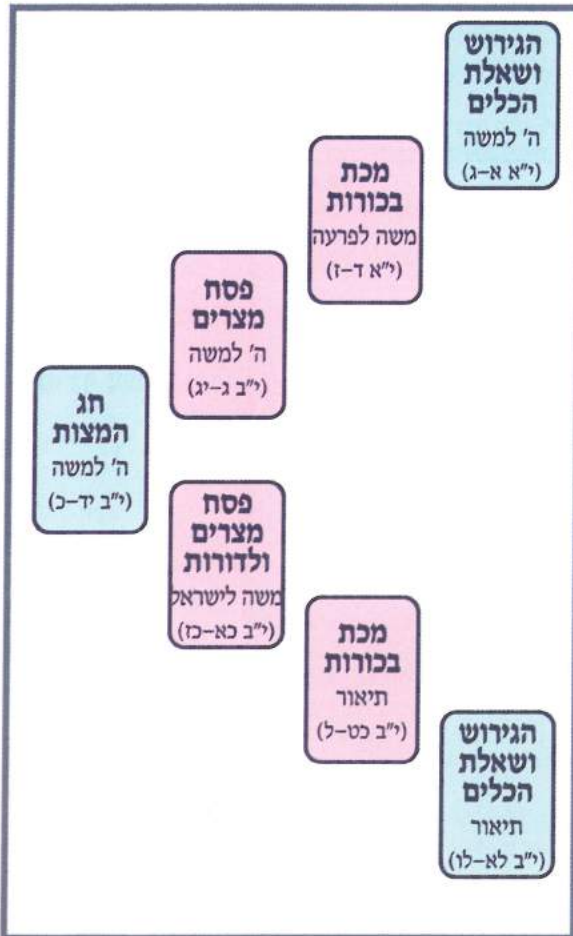 הגירוש
ושאלת
הכלים
ה' למשה
(י"א א–ג)
מכת
בכורות
משה לפרעה
(י"א ד–ז)
פסח
מצרים
ה' למשה
(י"ב ג–יג)
חג
המצות
ה' למשה
(י"ב יד–כ)
פסח
מצרים
ולדורות
משה לישראל
(י"ב כא–כז)
מכת
בכורות
תיאור
(י"ב כט–ל)
הגירוש
ושאלת
הכלים
תיאור
(י"ב לא–לו)